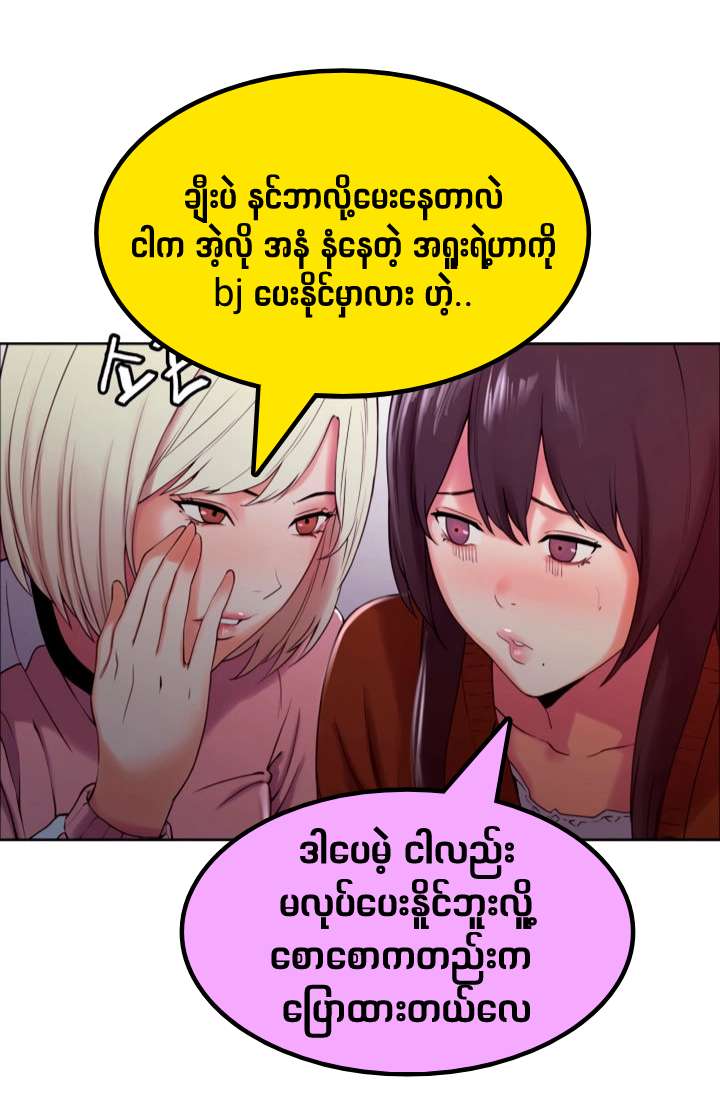 ချီးပဲ နင်ဘာလို့မေးနေတာလဲ
ငါက အဲ့လို အနံ နံနေတဲ့ အရူးရဲ့ဟာကို
bj ပေးနိုင်မှာလား ဟဲ့..
ဒါပေမဲ့ ငါလည်း
မလုပ်ပေးနိူင်ဘူးလို့
စောစောကတည်းက
ပြောထားတယ်လေ